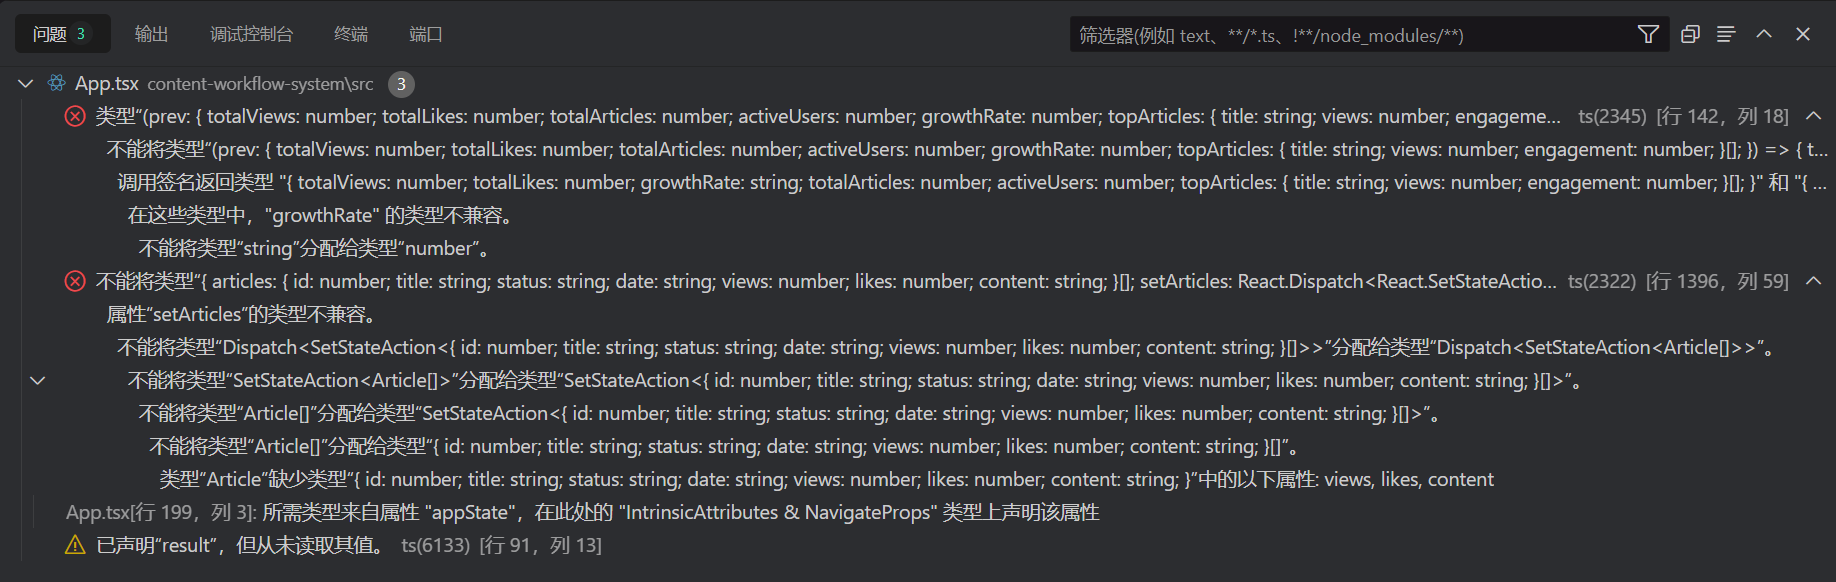 问题 3 输出 调试控制台 终端 端口 筛选器(例如 text、**/*.ts、!**/node_modules/**)
App.tsx content-workflow-system\src 3
类型“(prev: { totalViews: number; totalLikes: number; totalArticles: number; activeUsers: number; growthRate: number; topArticles: { title: string; views: number; engageme... ts(2345) [行 142，列 18]
不能将类型“(prev: { totalViews: number; totalLikes: number; totalArticles: number; activeUsers: number; growthRate: number; topArticles: { title: string; views: number; engagement: number; }[]; }) => { t...
调用签名返回类型 "{ totalViews: number; totalLikes: number; growthRate: string; totalArticles: number; activeUsers: number; topArticles: { title: string; views: number; engagement: number; }[]; }" 和 "{ ...
在这些类型中，"growthRate" 的类型不兼容。
不能将类型“string”分配给类型“number”。
不能将类型“{ articles: { id: number; title: string; status: string; date: string; views: number; likes: number; content: string; }[]; setArticles: React.Dispatch<React.SetStateActio... ts(2322) [行 1396，列 59]
属性“setArticles”的类型不兼容。
不能将类型“Dispatch<SetStateAction<{ id: number; title: string; status: string; date: string; views: number; likes: number; content: string; }[]>>”分配给类型“Dispatch<SetStateAction<Article[]>>”。
不能将类型“SetStateAction<Article[]>”分配给类型“SetStateAction<{ id: number; title: string; status: string; date: string; views: number; likes: number; content: string; }[]>”。
不能将类型“Article[]”分配给类型“SetStateAction<{ id: number; title: string; status: string; date: string; views: number; likes: number; content: string; }[]>”。
不能将类型“Article[]”分配给类型“{ id: number; title: string; status: string; date: string; views: number; likes: number; content: string; }[]”。
类型“Article”缺少类型“{ id: number; title: string; status: string; date: string; views: number; likes: number; content: string; }”中的以下属性: views, likes, content
App.tsx[行 199，列 3]: 所需类型来自属性 "appState"，在此处的 "IntrinsicAttributes & NavigateProps" 类型上声明该属性
已声明“result”，但从未读取其值。 ts(6133) [行 91，列 13]